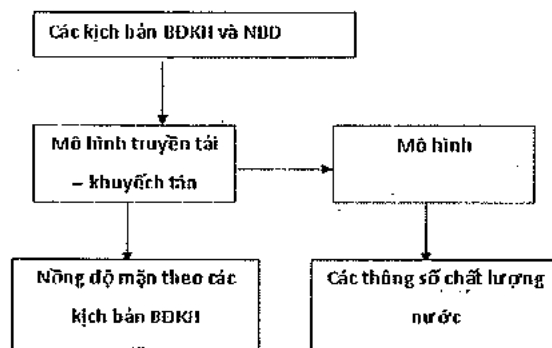 Các kịch bản BĐKH và NBD
Mô hình truyền tải
– khuyếch tán
Mô hình
Nồng độ mặn theo các
kịch bản BĐKH
Các thông số chất lượng
nước